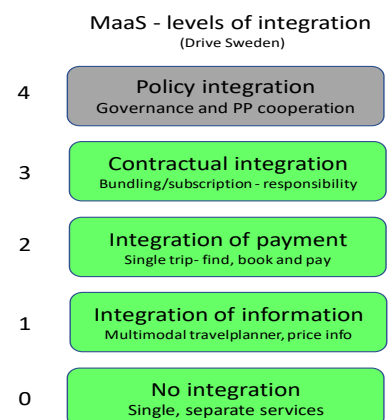 MaaS - levels of integration
(Drive Sweden)
4
Policy integration
Governance and PP cooperation
3
Contractual integration
Bundling/subscription - responsibility
2
Integration of payment
Single trip- find, book and pay
1
Integration of information
Multimodal travelplanner, price info
0
No integration
Single, separate services